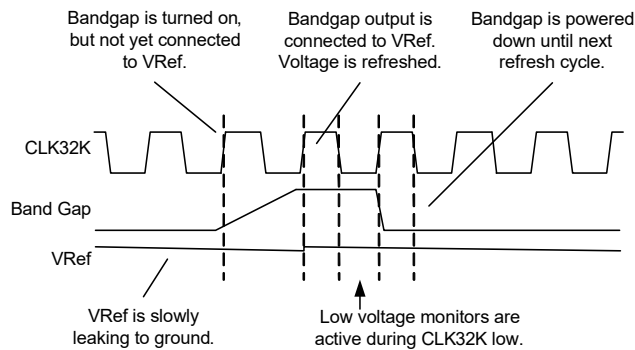 Bandgap is turned on,
but not yet connected
to VRef.
Bandgap output is
connected to VRef.
Voltage is refreshed.
Bandgap is powered
down until next
refresh cycle.
CLK32K
Band Gap
VRef
VRef is slowly
leaking to ground.
Low voltage monitors are
active during CLK32K low.